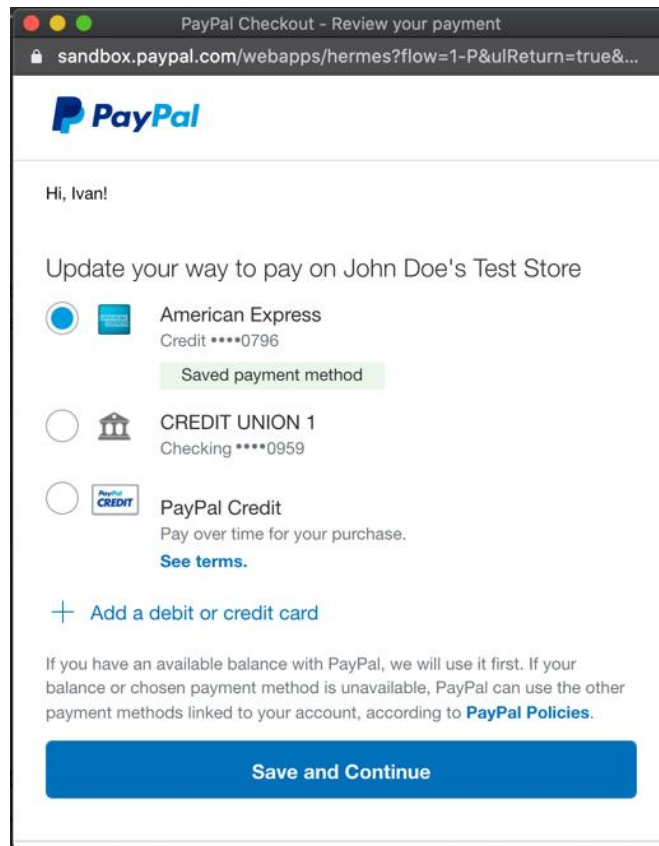 PayPal Checkout - Review your payment
sandbox.paypal.com/webapps/hermes?flow=1-P&ulReturn=true&...
PayPal
Hi, Ivan!
Update your way to pay on John Doe's Test Store
American Express
Credit ••••0796
Saved payment method
CREDIT UNION 1
Checking ••••0959
PayPal
CREDIT
PayPal Credit
Pay over time for your purchase.
See terms.
+ Add a debit or credit card
If you have an available balance with PayPal, we will use it first. If your
balance or chosen payment method is unavailable, PayPal can use the other
payment methods linked to your account, according to PayPal Policies.
Save and Continue